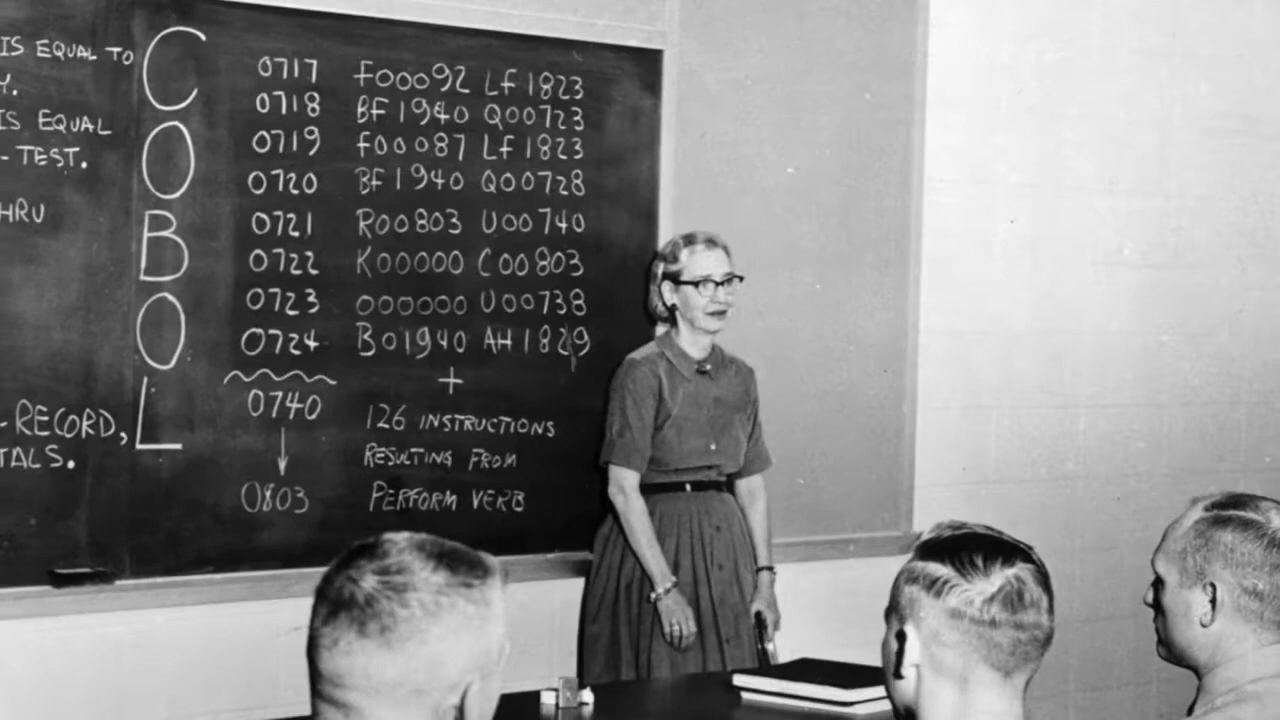 IS EQUAL TO
Y.
IS EQUAL
-TEST.
HRU
-RECORD,
TALS.
COBOL
0717 F00092 LF1823
0718 BF1940 Q00723
0719 F00087 LF1823
0720 BF1940 Q00728
0721 R00803 U00740
0722 K00000 C00803
0723 000000 U00738
0724 B01940 AH1829
+
0740 126 INSTRUCTIONS
RESULTING FROM
0803 PERFORM VERB